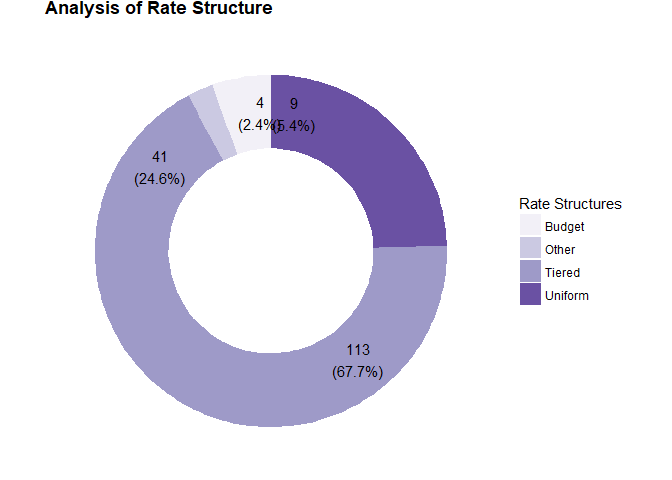 Analysis of Rate Structure
4
(2.4%)
9
(5.4%)
41
(24.6%)
113
(67.7%)
Rate Structures
Budget
Other
Tiered
Uniform